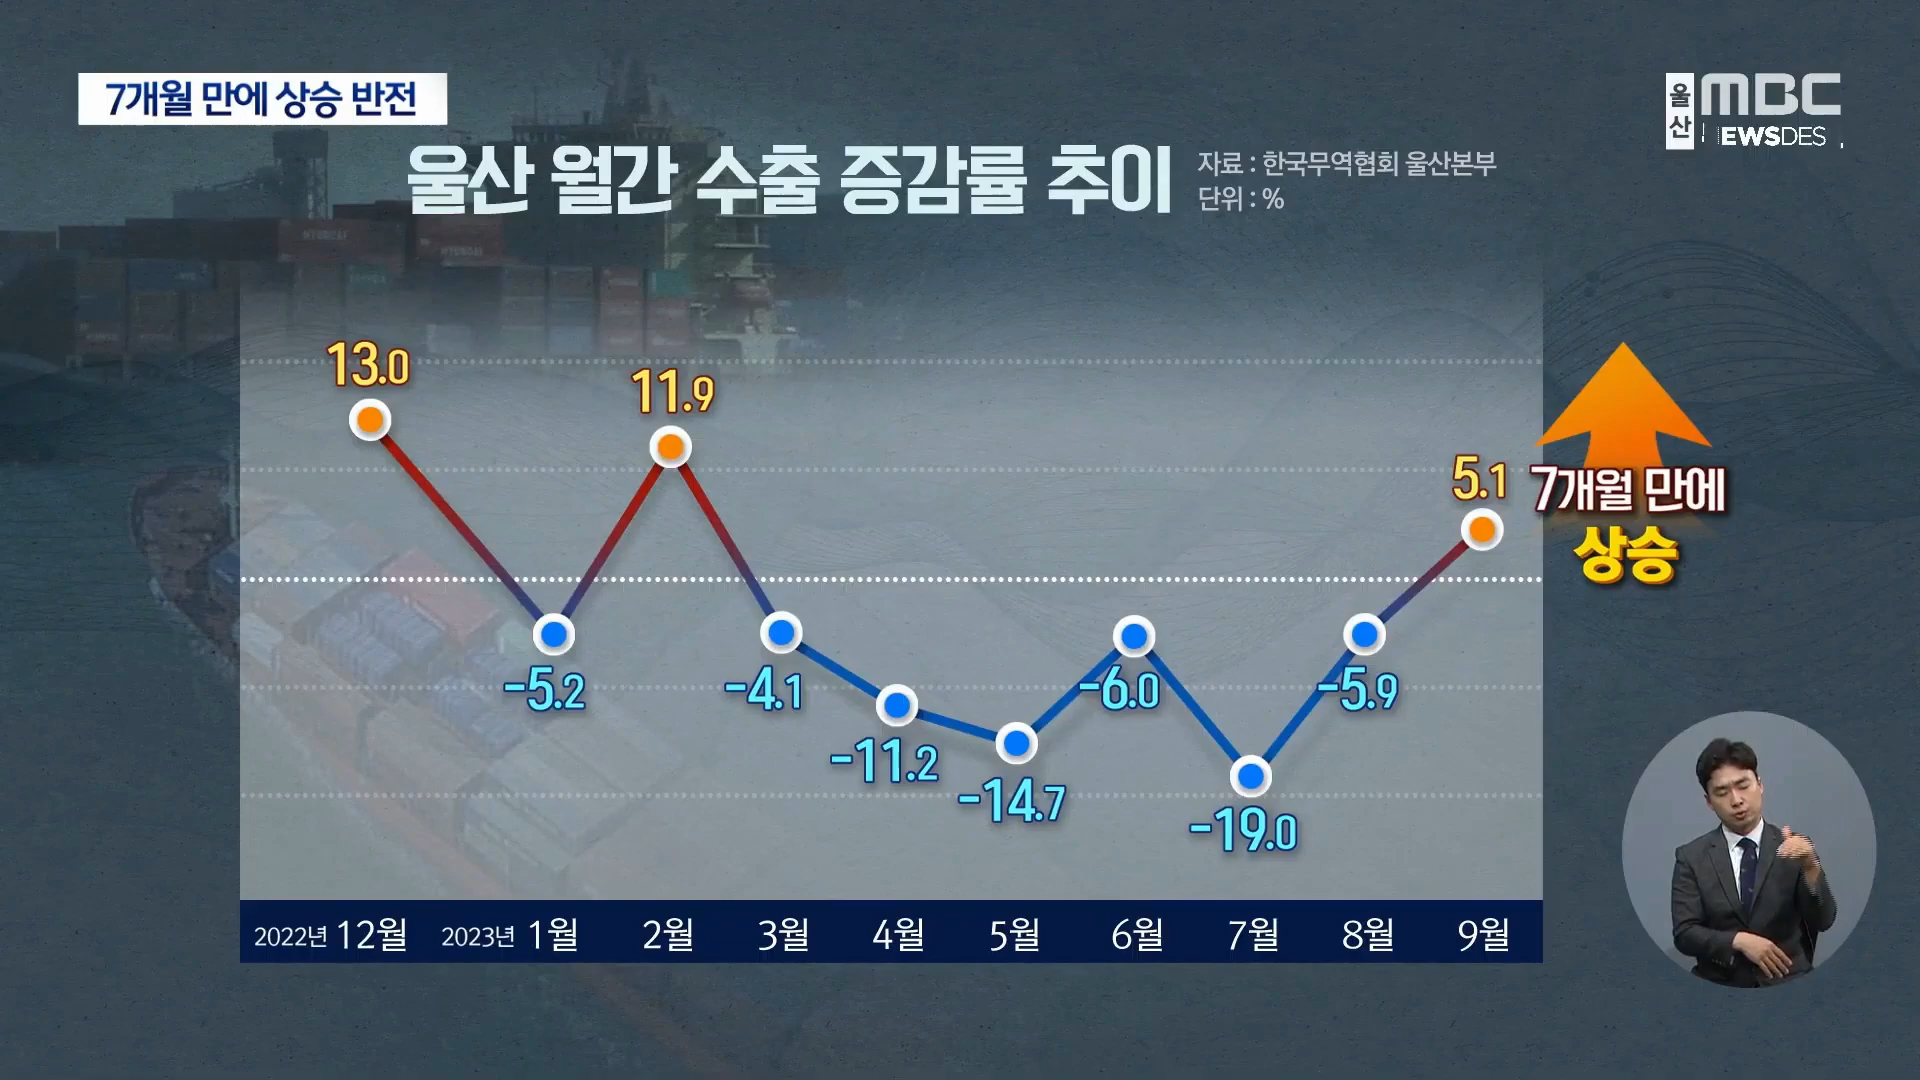 7개월 만에 상승 반전
울산
MBC
NEWSDES
울산 월간 수출 증감률 추이
자료 : 한국무역협회 울산본부
단위 : %
13.0
11.9
5.1
-5.2
-4.1
-11.2
-14.7
-6.0
-19.0
-5.9
7개월 만에
상승
2022년 12월 2023년 1월 2월 3월 4월 5월 6월 7월 8월 9월